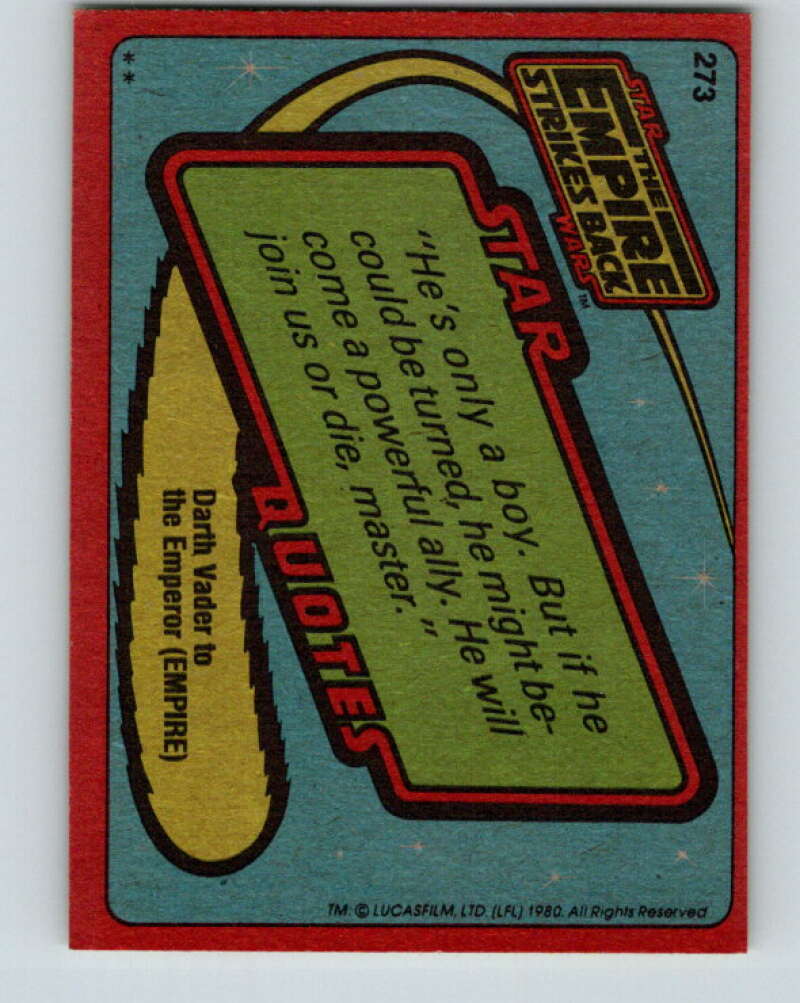 273
STAR
THE
EMPIRE
STRIKES BACK
WARS™
STAR
"He's only a boy. But if he
could be turned, he might be-
come a powerful ally. He will
join us or die, master."
QUOTES
Darth Vader to
the Emperor (EMPIRE)
**
TM: © LUCASFILM, LTD. (LFL) 1980. All Rights Reserved